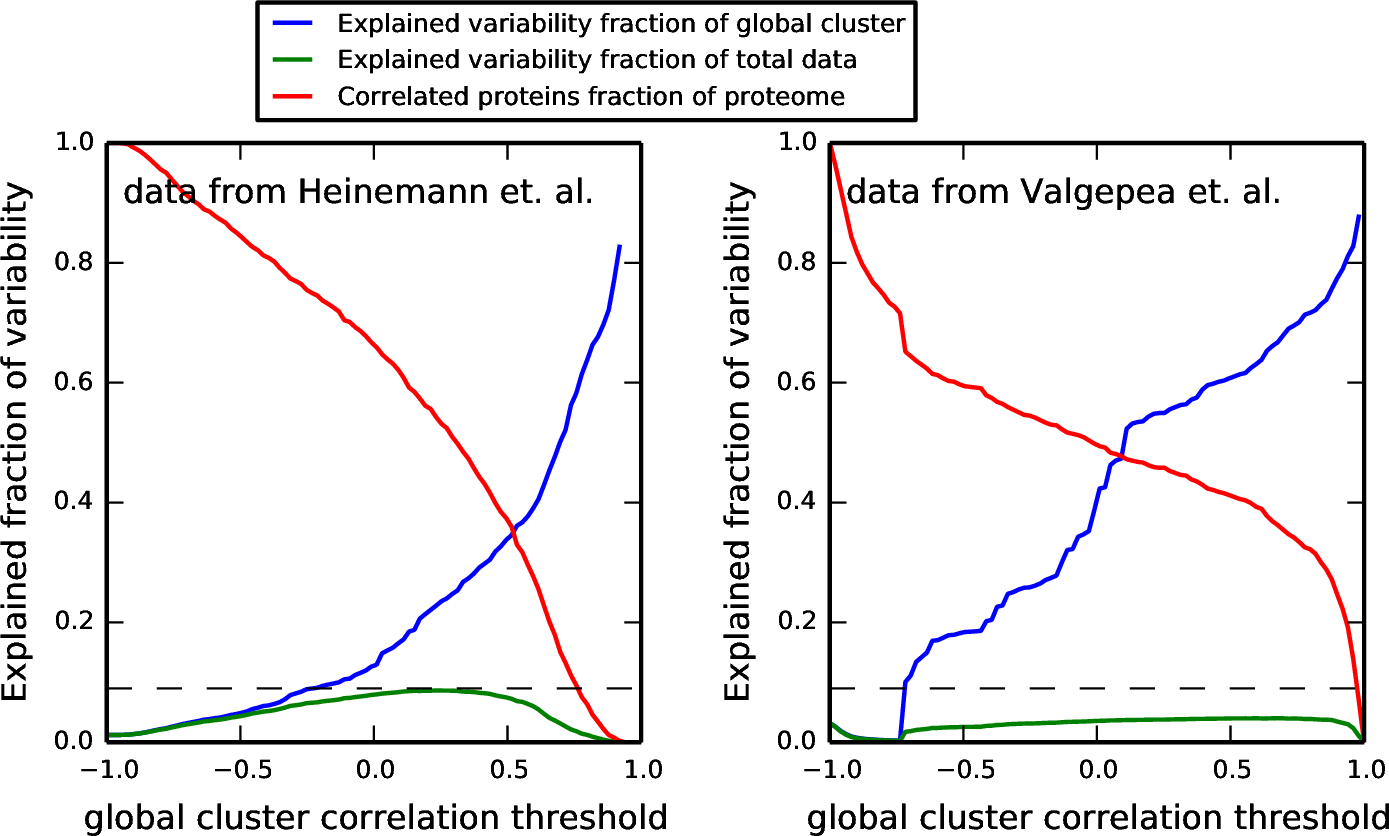 Explained variability fraction of global cluster
Explained variability fraction of total data
Correlated proteins fraction of proteome
Explained fraction of variability
1.0
0.8
0.6
0.4
0.2
0.0
data from Heinemann et. al.
−1.0 −0.5 0.0 0.5 1.0
global cluster correlation threshold
Explained fraction of variability
1.0
0.8
0.6
0.4
0.2
0.0
data from Valgepea et. al.
−1.0 −0.5 0.0 0.5 1.0
global cluster correlation threshold